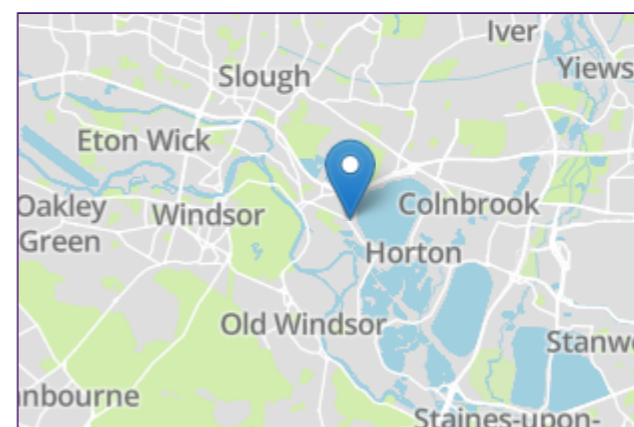 Iver
Slough
Yiews
Eton Wick
Oakley
Green
Windsor
Colnbrook
Horton
Old Windsor
Stanw
nbourne
Staines-upon-